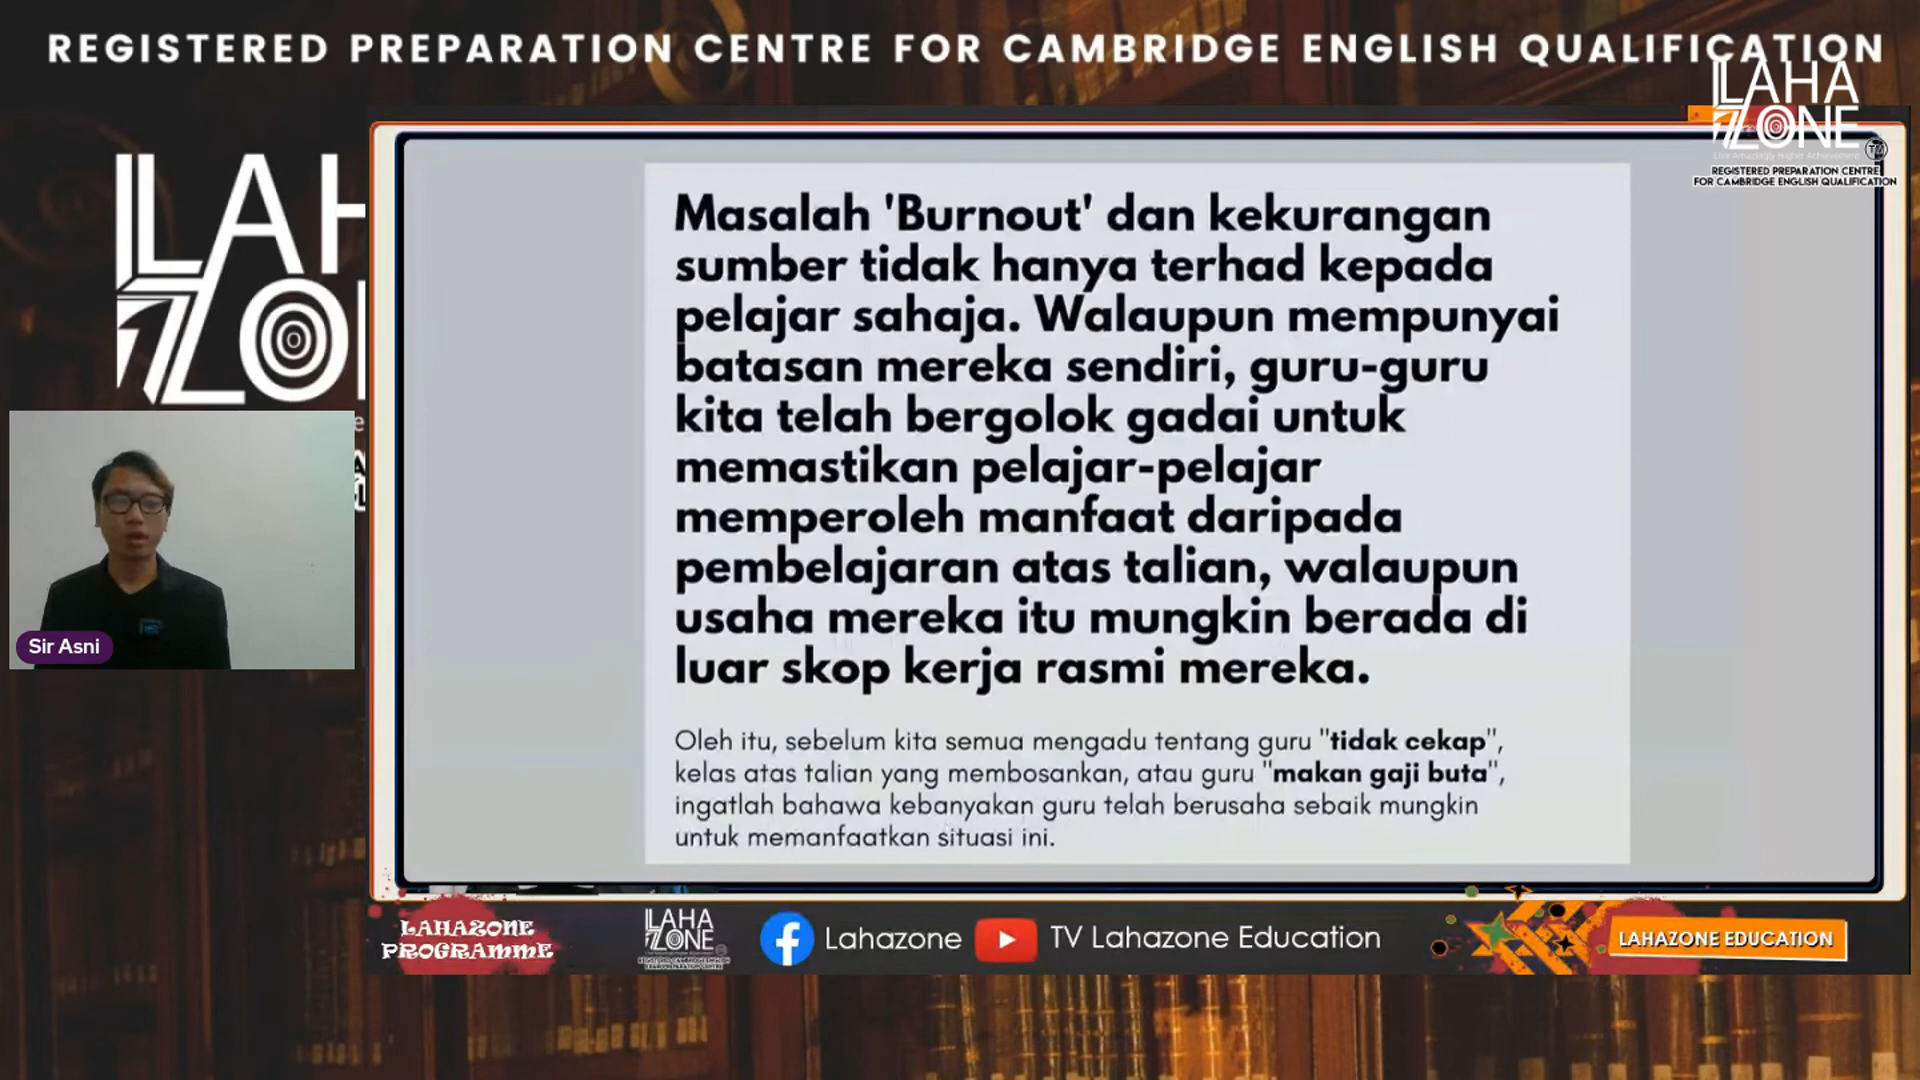 REGISTERED PREPARATION CENTRE FOR CAMBRIDGE ENGLISH QUALIFICATION
LAHA
ZONE
TM
REGISTERED PREPARATION CENTRE
FOR CAMBRIDGE ENGLISH QUALIFICATION
Masalah 'Burnout' dan kekurangan
sumber tidak hanya terhad kepada
pelajar sahaja. Walaupun mempunyai
batasan mereka sendiri, guru-guru
kita telah bergolok gadai untuk
memastikan pelajar-pelajar
memperoleh manfaat daripada
pembelajaran atas talian, walaupun
usaha mereka itu mungkin berada di
luar skop kerja rasmi mereka.
Oleh itu, sebelum kita semua mengadu tentang guru "tidak cekap",
kelas atas talian yang membosankan, atau guru "makan gaji buta",
ingatlah bahawa kebanyakan guru telah berusaha sebaik mungkin
untuk memanfaatkan situasi ini.
Sir Asni
LAHAZONE
PROGRAMME
LAHA
ZONE
Lahazone
TV Lahazone Education
LAHAZONE EDUCATION